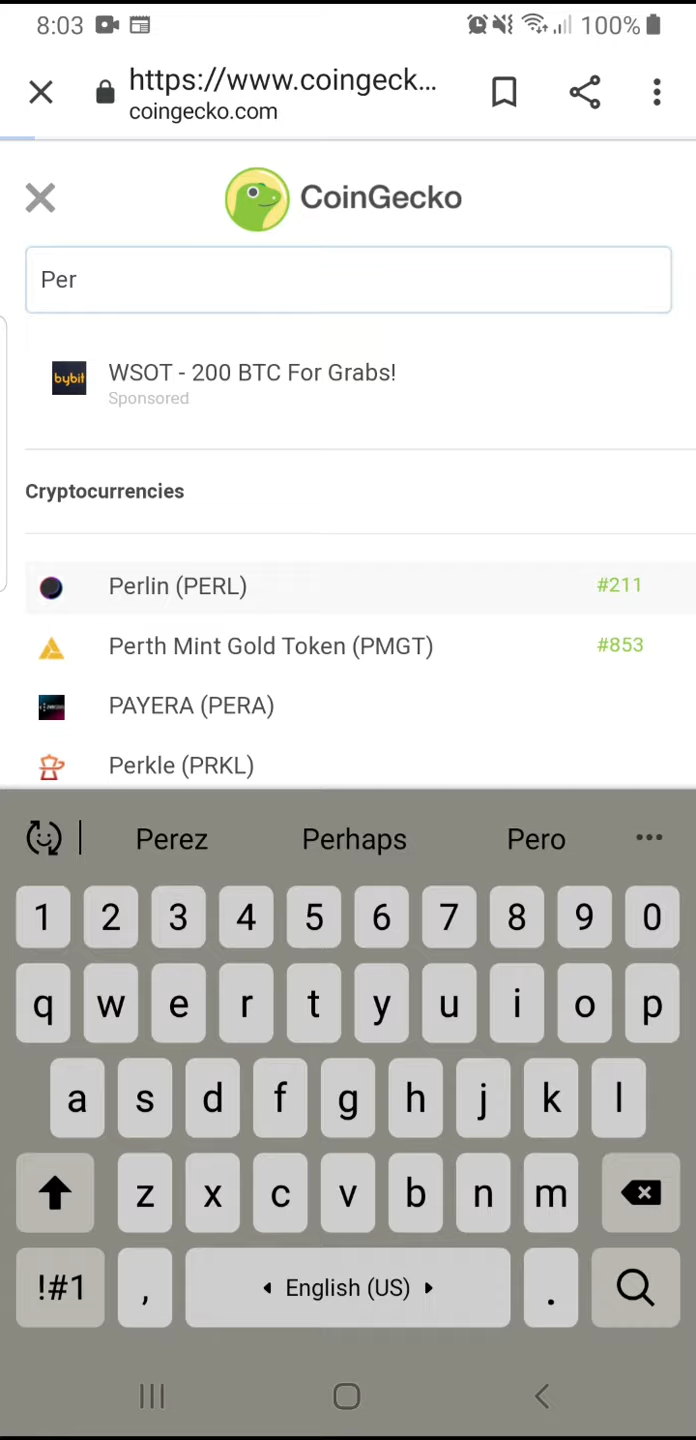 8:03 100%
https://www.coingeck...
coingecko.com
CoinGecko
Per
bybit WSOT - 200 BTC For Grabs!
Sponsored
Cryptocurrencies
Perlin (PERL) #211
Perth Mint Gold Token (PMGT) #853
PAYERA (PERA)
Perkle (PRKL)
Perez Perhaps Pero
1 2 3 4 5 6 7 8 9 0
q w e r t y u i o p
a s d f g h j k l
z x c v b n m
!#1 , English (US) .